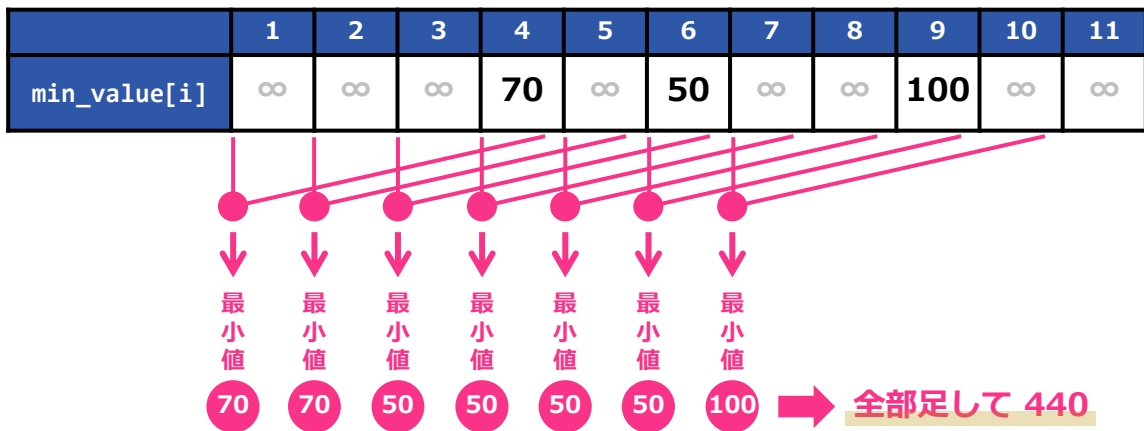 1 2 3 4 5 6 7 8 9 10 11
min_value[i] ∞ ∞ ∞ 70 ∞ 50 ∞ ∞ 100 ∞ ∞
最小値 最小値 最小値 最小値 最小値 最小値 最小値
70 70 50 50 50 50 100 全部足して 440